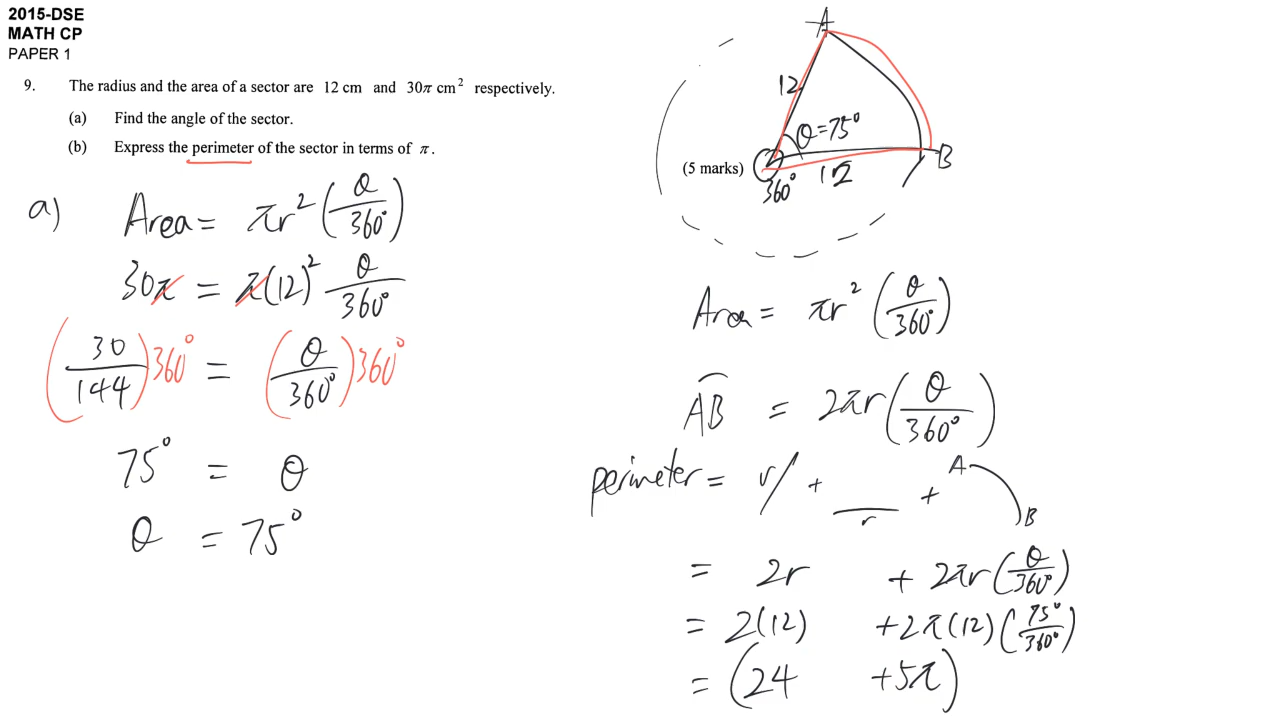 2015-DSE
MATH CP
PAPER 1
9. The radius and the area of a sector are 12 cm and 30π cm² respectively.
(a) Find the angle of the sector.
(b) Express the perimeter of the sector in terms of π.
(5 marks)
A
12
θ=75°
B
12
360°
a) Area = πr² (θ/360°)
30π = π(12)² θ/360°
(30/144)360° = (θ/360°)360°
75° = θ
θ = 75°
Area = πr² (θ/360°)
AB = 2πr(θ/360°)
perimeter = r/ + r + A B
= 2r + 2πr(θ/360°)
= 2(12) + 2π(12)(75°/360°)
= (24 + 5π)